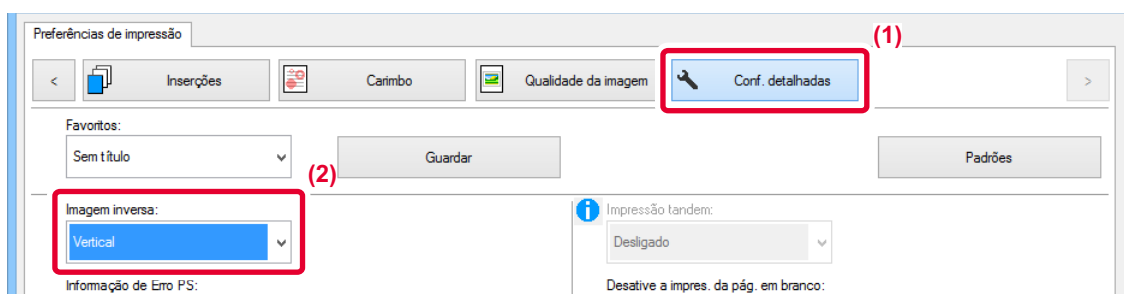 Preferências de impressão
(1)
<
Inserções
Carimbo
Qualidade da imagem
Conf. detalhadas
>
Favoritos:
Sem título
Guardar
Padrões
(2)
Imagem inversa:
Impressão tandem:
Vertical
Desligado
Informação de Erro PS:
Desative a impres. da pág. em branco: